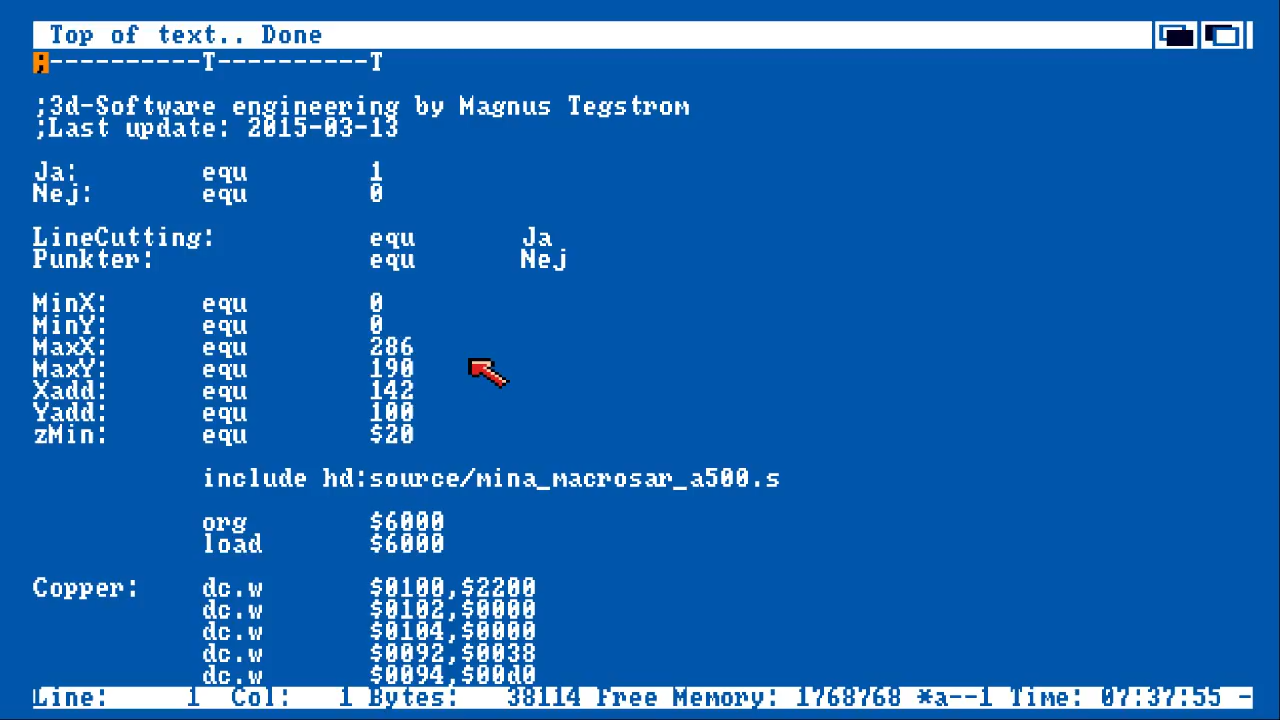 Top of text.. Done
;----------T----------T
;3d-Software engineering by Magnus Tegstrom
;Last update: 2015-03-13
Ja: equ 1
Nej: equ 0
LineCutting: equ Ja
Punkter: equ Nej
MinX: equ 0
MinY: equ 0
MaxX: equ 286
MaxY: equ 190
Xadd: equ 142
Yadd: equ 100
zMin: equ $20
include hd:source/mina_macrosar_a500.s
org $6000
load $6000
Copper: dc.w $0100,$2200
dc.w $0102,$0000
dc.w $0104,$0000
dc.w $0092,$0038
dc.w $0094,$00d0
Line: 1 Col: 1 Bytes: 38114 Free Memory: 1768768 *a--1 Time: 07:37:55 -